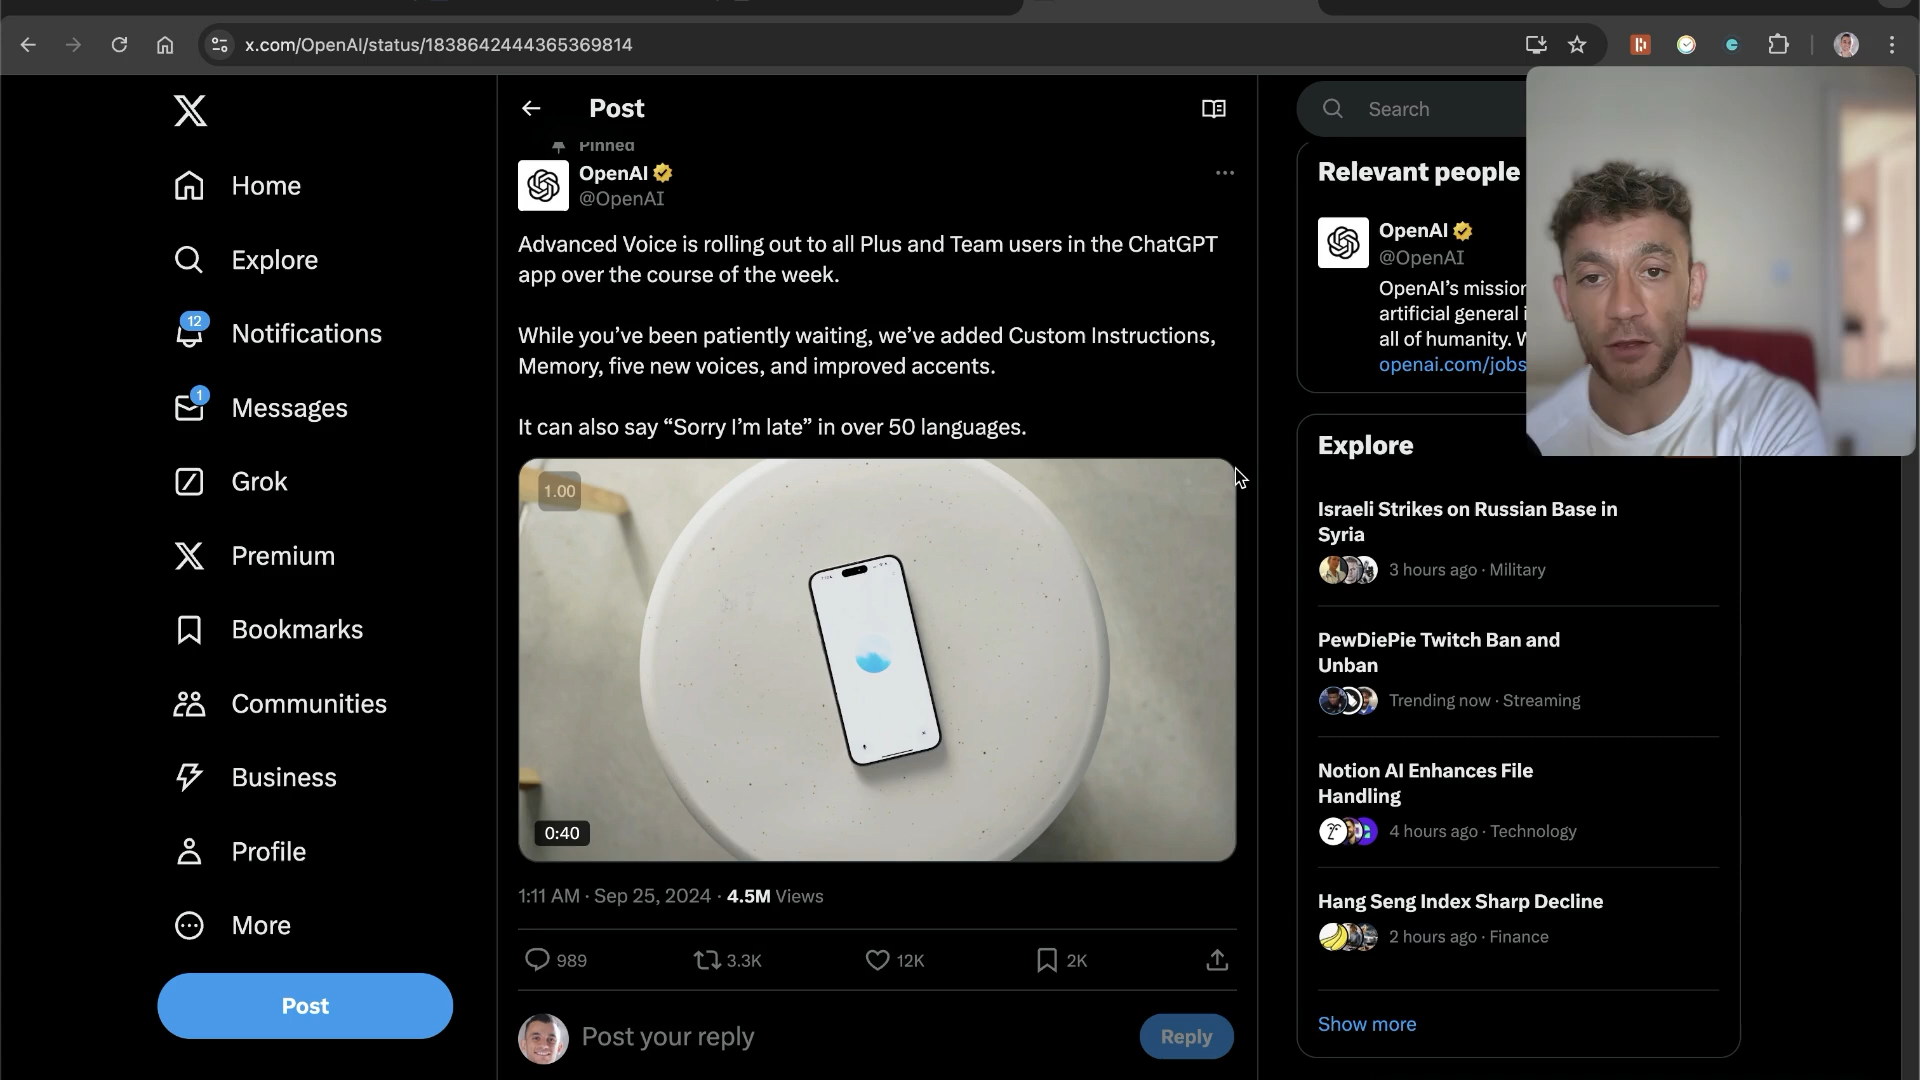 x.com/OpenAI/status/1838642444365369814
Home
Explore
12
Notifications
1
Messages
Grok
Premium
Bookmarks
Communities
Business
Profile
More
Post
Post
Pinned
OpenAI
@OpenAI
Advanced Voice is rolling out to all Plus and Team users in the ChatGPT
app over the course of the week.
While you’ve been patiently waiting, we’ve added Custom Instructions,
Memory, five new voices, and improved accents.
It can also say “Sorry I’m late” in over 50 languages.
1.00
0:40
1:11 AM · Sep 25, 2024 · 4.5M Views
989
3.3K
12K
2K
Post your reply
Reply
Search
Relevant people
OpenAI
@OpenAI
OpenAI’s mission
artificial general
all of humanity.
openai.com/jobs
Explore
Israeli Strikes on Russian Base in
Syria
3 hours ago · Military
PewDiePie Twitch Ban and
Unban
Trending now · Streaming
Notion AI Enhances File
Handling
4 hours ago · Technology
Hang Seng Index Sharp Decline
2 hours ago · Finance
Show more